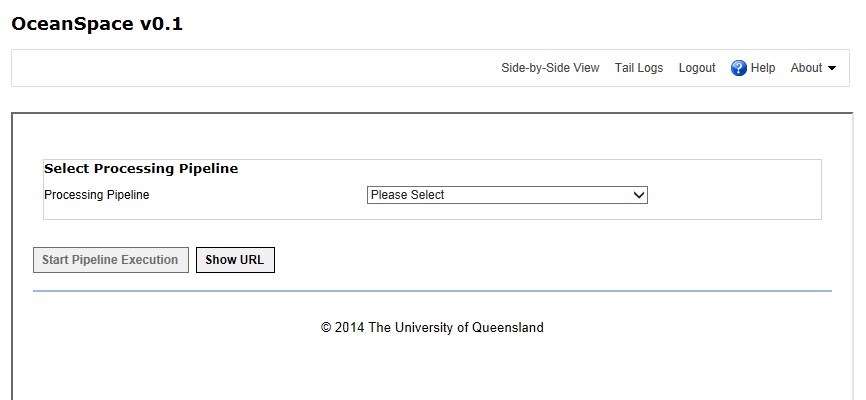 OceanSpace v0.1
Side-by-Side View Tail Logs Logout ? Help About
Select Processing Pipeline
Processing Pipeline Please Select
Start Pipeline Execution Show URL
© 2014 The University of Queensland